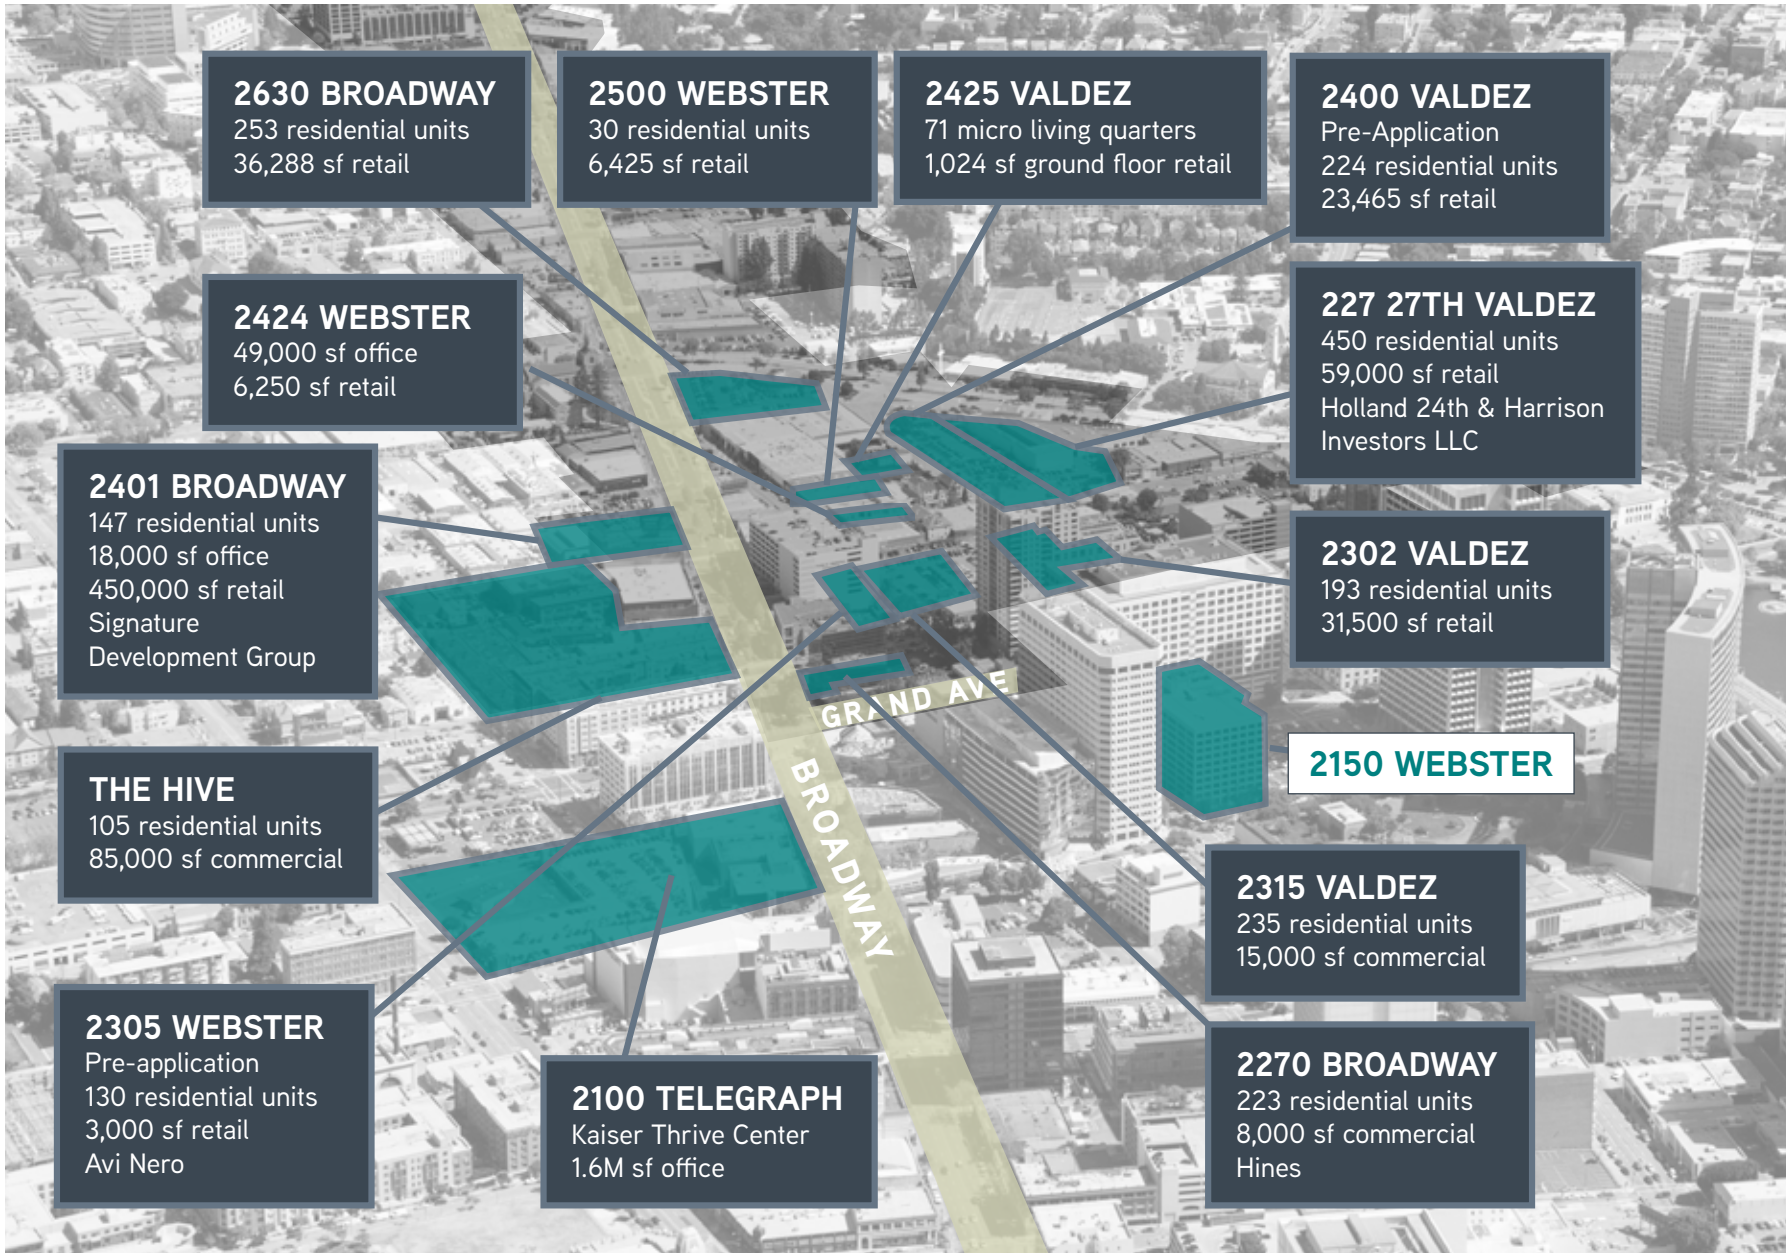 2630 BROADWAY
253 residential units
36,288 sf retail
2500 WEBSTER
30 residential units
6,425 sf retail
2425 VALDEZ
71 micro living quarters
1,024 sf ground floor retail
2400 VALDEZ
Pre-Application
224 residential units
23,465 sf retail
2424 WEBSTER
49,000 sf office
6,250 sf retail
227 27TH VALDEZ
450 residential units
59,000 sf retail
Holland 24th & Harrison
Investors LLC
2401 BROADWAY
147 residential units
18,000 sf office
450,000 sf retail
Signature
Development Group
2302 VALDEZ
193 residential units
31,500 sf retail
GRAND AVE
2150 WEBSTER
THE HIVE
105 residential units
85,000 sf commercial
BROADWAY
2315 VALDEZ
235 residential units
15,000 sf commercial
2305 WEBSTER
Pre-application
130 residential units
3,000 sf retail
Avi Nero
2100 TELEGRAPH
Kaiser Thrive Center
1.6M sf office
2270 BROADWAY
223 residential units
8,000 sf commercial
Hines